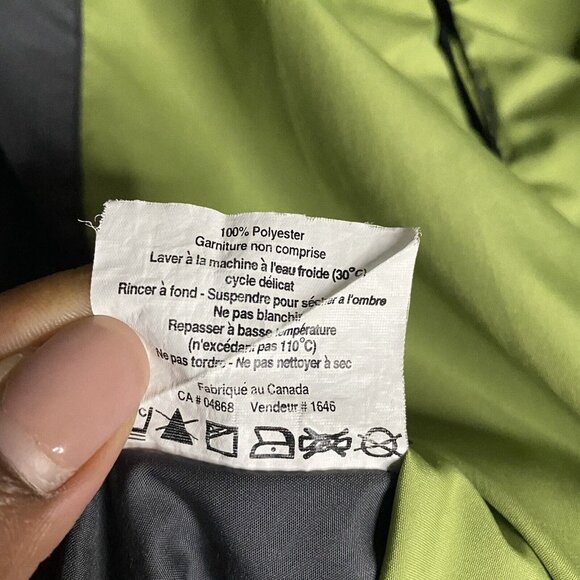 100% Polyester
Garniture non comprise
Laver à la machine à l'eau froide (30°C)
cycle délicat
Rincer à fond - Suspendre pour sécher a l'ombre
Ne pas blanchir
Repasser à basse température
(n'excédant pas 110°C)
Ne pas tordre - Ne pas nettoyer à sec
Fabriqué au Canada
CA # 04868 Vendeur # 1646
C